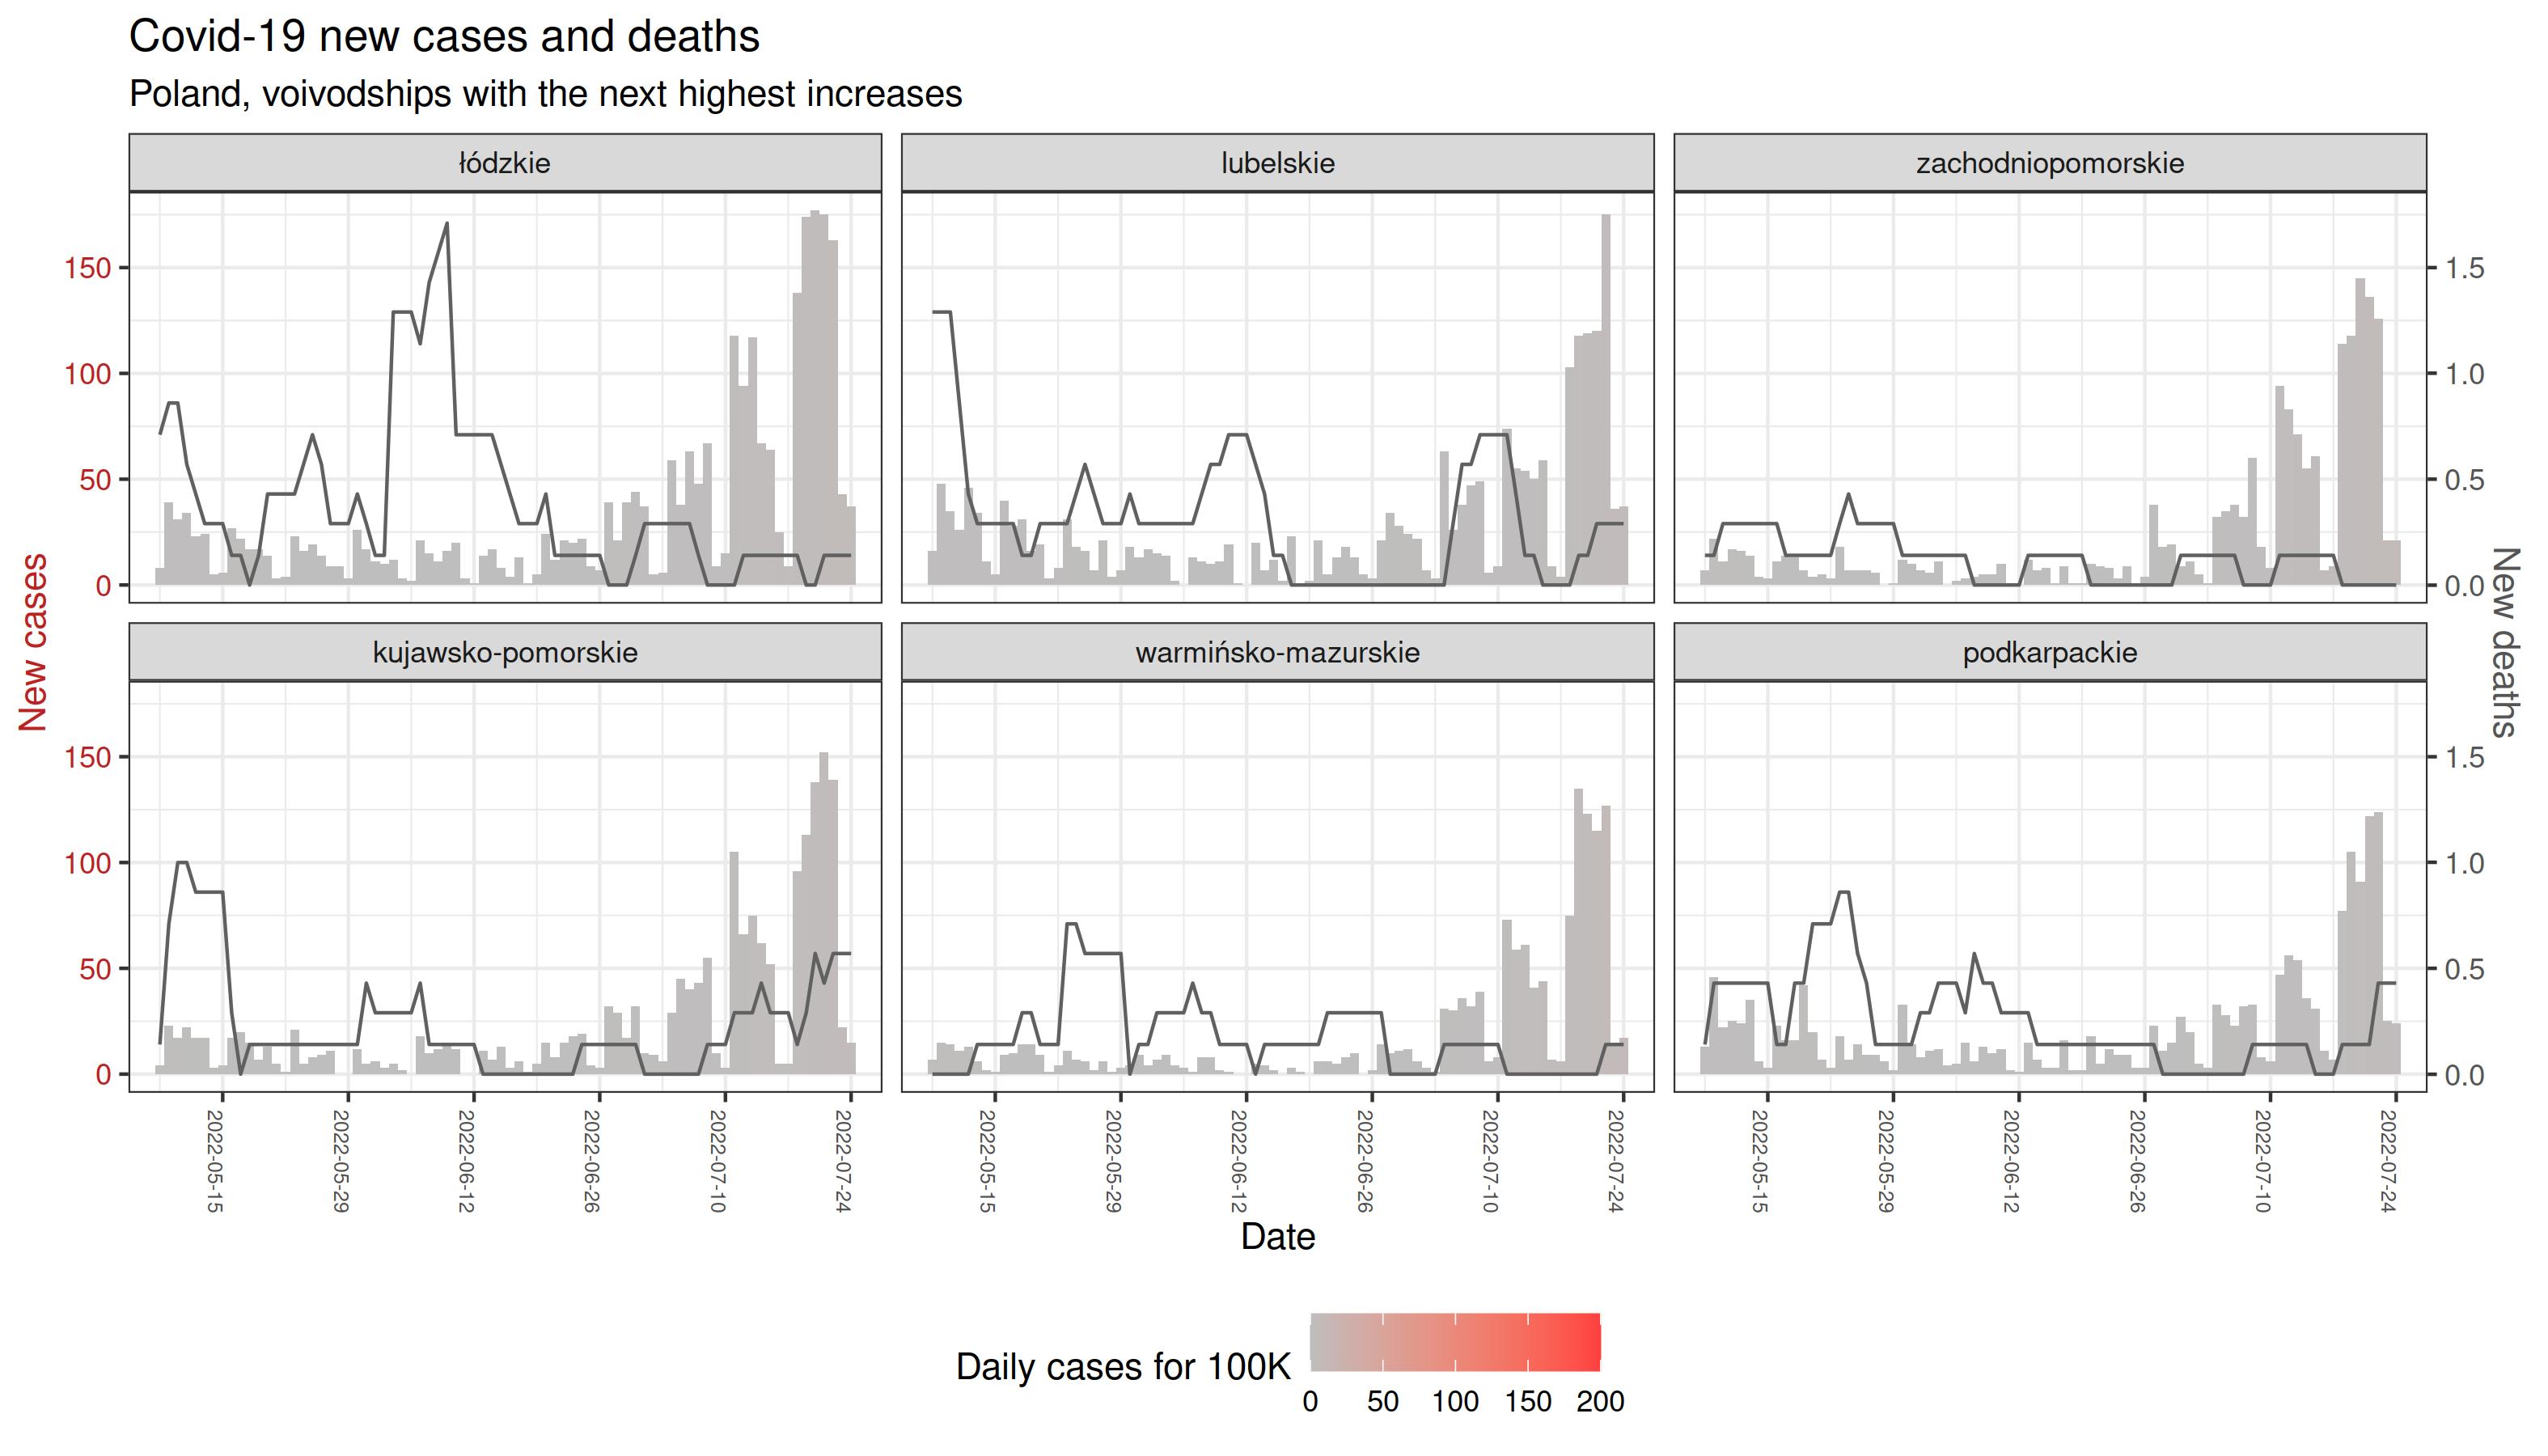 Covid-19 new cases and deaths
Poland, voivodships with the next highest increases
łódzkie
lubelskie
zachodniopomorskie
150
100
50
0
1.5
1.0
0.5
0.0
New cases
New deaths
kujawsko-pomorskie
warmińsko-mazurskie
podkarpackie
150
100
50
0
1.5
1.0
0.5
0.0
2022-05-15
2022-05-29
2022-06-12
2022-06-26
2022-07-10
2022-07-24
2022-05-15
2022-05-29
2022-06-12
2022-06-26
2022-07-10
2022-07-24
2022-05-15
2022-05-29
2022-06-12
2022-06-26
2022-07-10
2022-07-24
Date
Daily cases for 100K
0 50 100 150 200